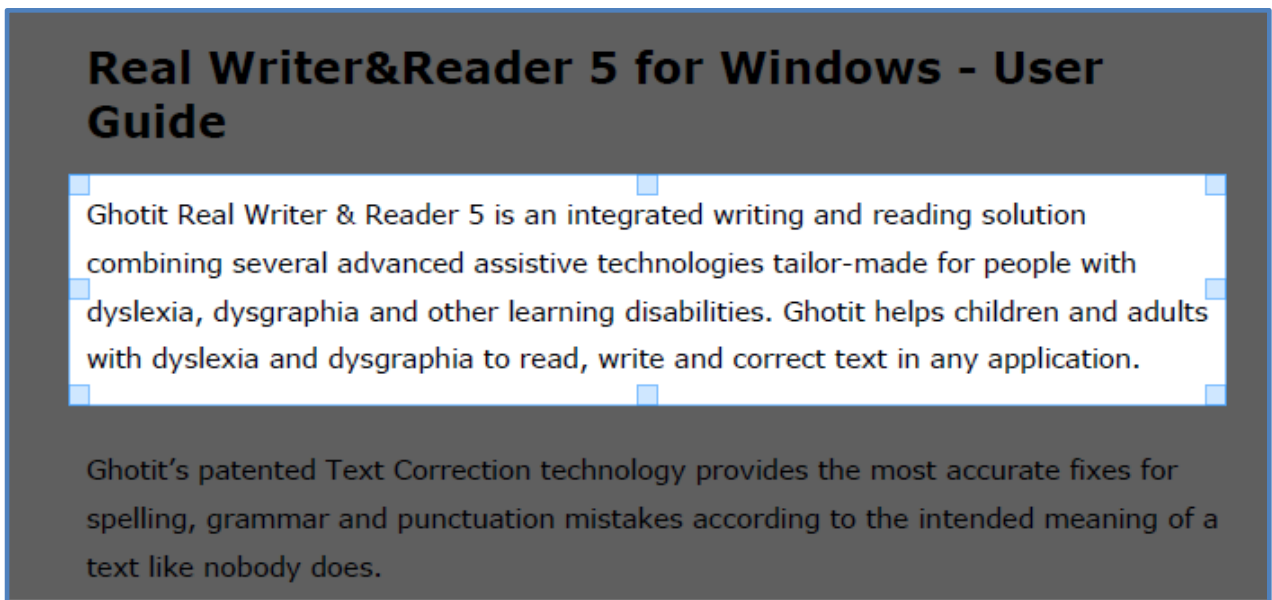 Real Writer&Reader 5 for Windows - User
Guide
Ghotit Real Writer & Reader 5 is an integrated writing and reading solution
combining several advanced assistive technologies tailor-made for people with
dyslexia, dysgraphia and other learning disabilities. Ghotit helps children and adults
with dyslexia and dysgraphia to read, write and correct text in any application.
Ghotit’s patented Text Correction technology provides the most accurate fixes for
spelling, grammar and punctuation mistakes according to the intended meaning of a
text like nobody does.